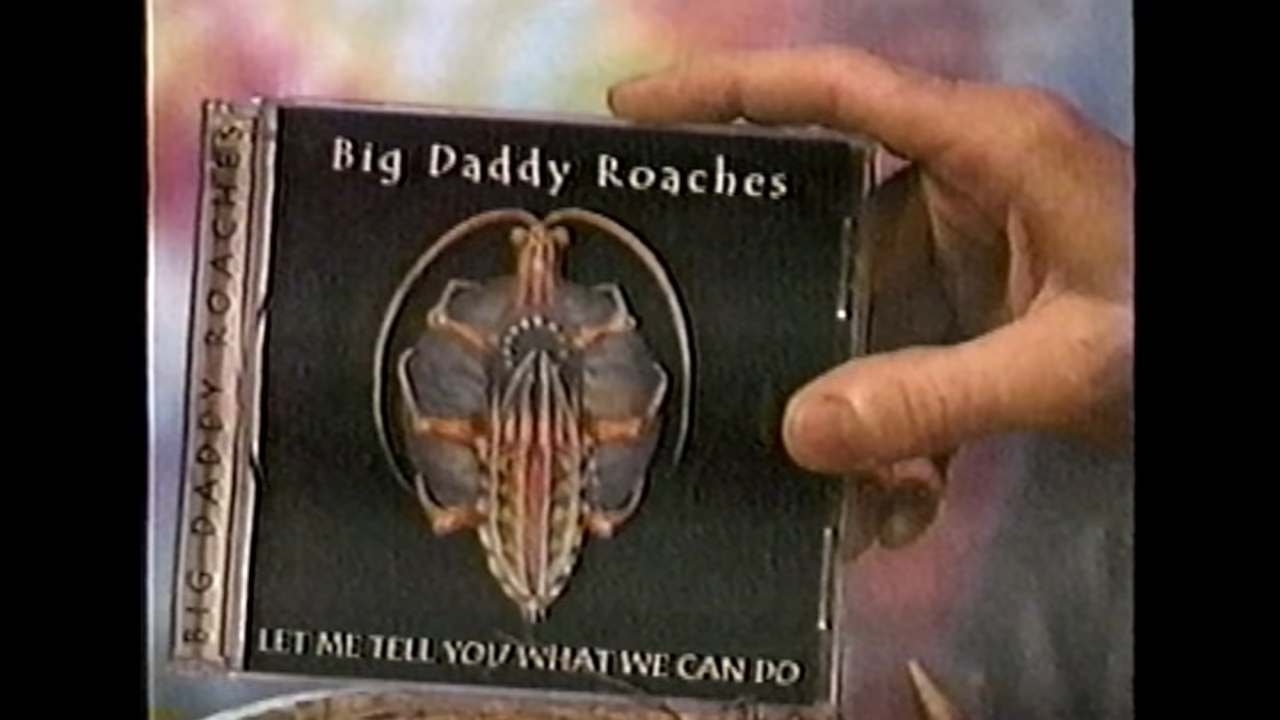 Big Daddy Roaches
BIG DADDY ROACHES
LET ME TELL YOU WHAT WE CAN DO